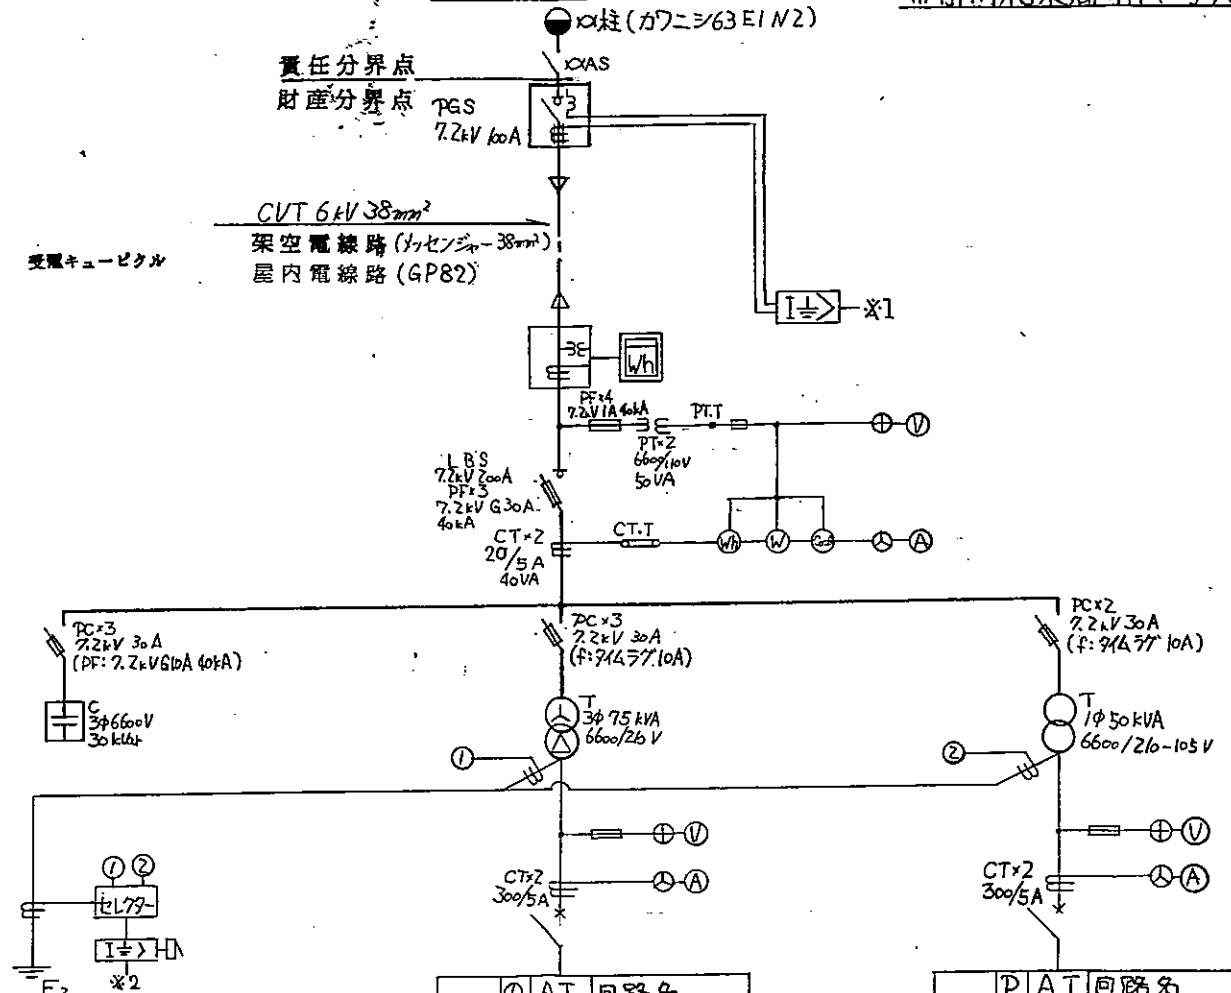 柱(カワニシ63E1N2)
AS
責任分界点
財産分界点
PGS
7.2kV 100A
CVT 6kV 38mm²
架空電線路(メッセンジャー38mm²)
屋内電線路(GP82)
受電キュービクル
I >
※1
Wh
PF×4
7.2kV 1A 40kA
PT.T
V
PT×2
6600/110V
50VA
LBS
7.2kV 200A
PF×3
7.2kV G30A
40kA
CT×2
20/5A
40VA
CT.T
Wh
W
A
PC×3
7.2kV 30A
(PF: 7.2kV G10A 40kA)
PC×3
7.2kV 30A
(f:タイムラグ10A)
PC×2
7.2kV 30A
(f:タイムラグ10A)
C
3φ6600V
30kvar
T
3φ 75kVA
6600/210V
T
1φ 50kVA
6600/210-105V
①
②
V
V
CT×2
300/5A
A
CT×2
300/5A
A
① ②
セレクター
I >
※2
AT 回路名
P AT 回路名